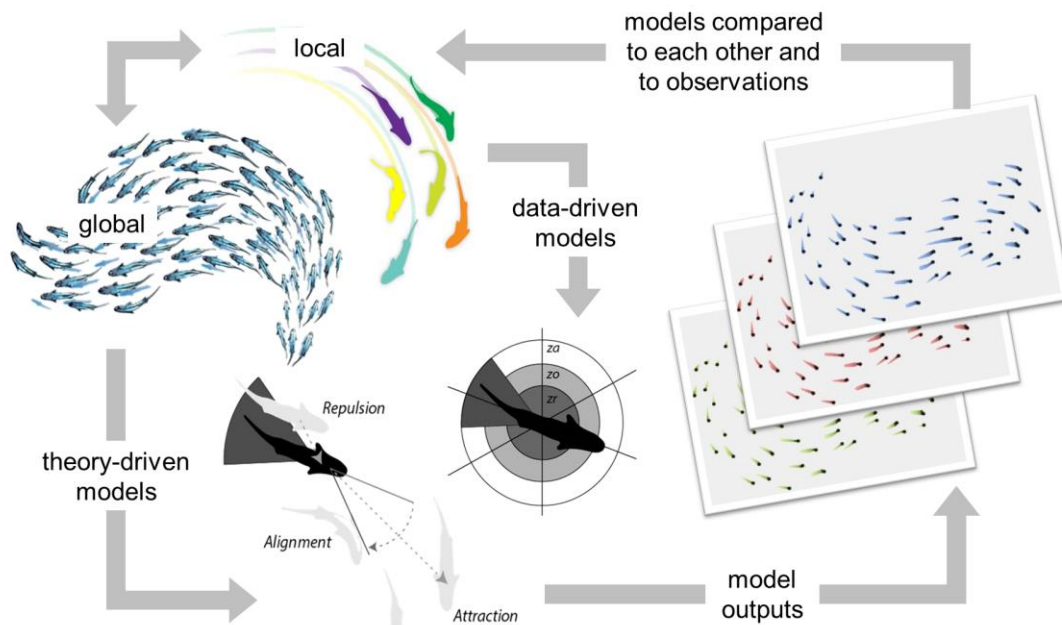 local
models compared
to each other and
to observations
global
data-driven
models
za
zo
zr
Repulsion
theory-driven
models
Alignment
Attraction
model
outputs